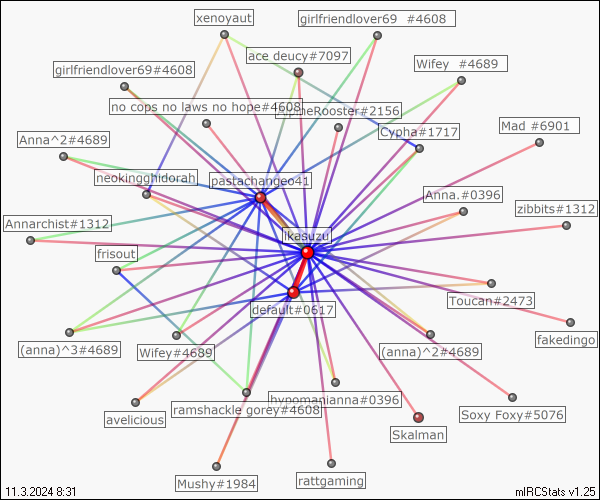 xenoyaut
girlfriendlover69 #4608
ace deucy#7097
Wifey #4689
girlfriendlover69#4608
no cops no laws no hope#4608
heRooster#2156
Cypha#1717
Mad #6901
Anna^2#4689
neokingghidorah
pastachangeo41
Anna.#0396
zibbits#1312
Annarchist#1312
likesuzu
frisout
default#0617
Toucan#2473
fakedingo
(anna)^3#4689
Wifey#4689
(anna)^2#4689
avelicious
ramshackle gorey#4608
hypomanianna#0396
Soxy Foxy#5076
Skalman
Mushy#1984
rattgaming
11.3.2024 8:31
mIRCStats v1.25